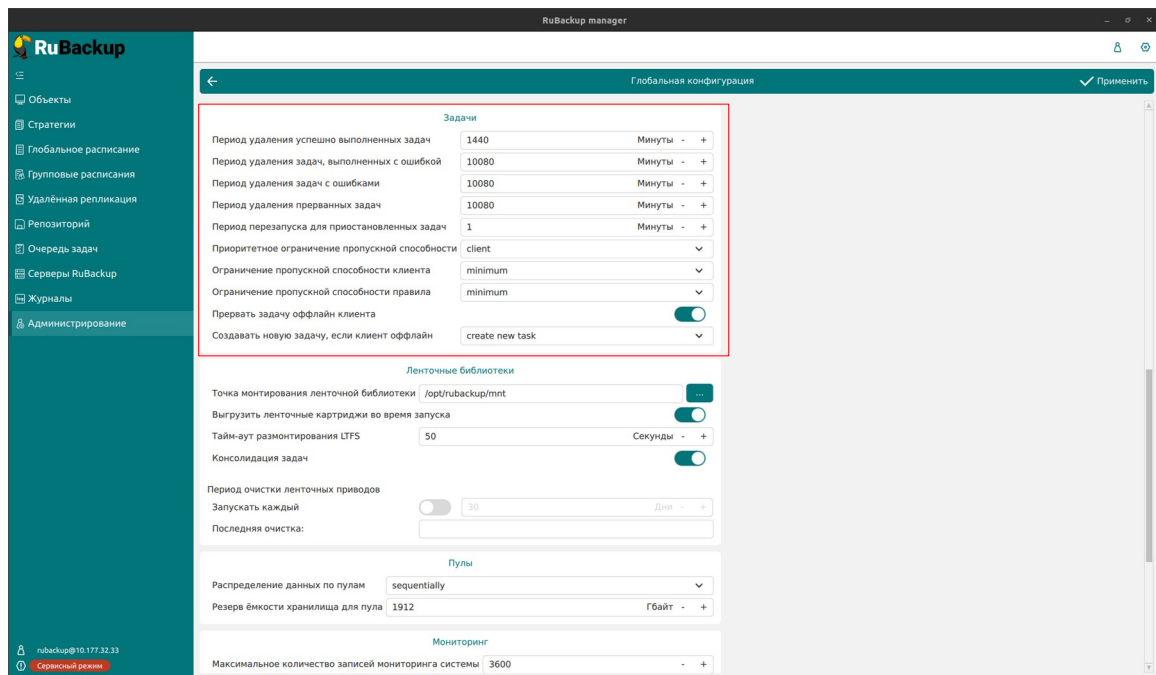 RuBackup manager
RuBackup
Глобальная конфигурация
Применить
Объекты
Стратегии
Глобальное расписание
Групповые расписания
Удалённая репликация
Репозиторий
Очередь задач
Серверы RuBackup
Журналы
Администрирование
Задачи
Период удаления успешно выполненных задач 1440 Минуты - +
Период удаления задач, выполненных с ошибкой 10080 Минуты - +
Период удаления задач с ошибками 10080 Минуты - +
Период удаления прерванных задач 10080 Минуты - +
Период перезапуска для приостановленных задач 1 Минуты - +
Приоритетное ограничение пропускной способности client
Ограничение пропускной способности клиента minimum
Ограничение пропускной способности правила minimum
Прервать задачу оффлайн клиента
Создавать новую задачу, если клиент оффлайн create new task
Ленточные библиотеки
Точка монтирования ленточной библиотеки /opt/rubackup/mnt ...
Выгрузить ленточные картриджи во время запуска
Тайм-аут размонтирования LTFS 50 Секунды - +
Консолидация задач
Период очистки ленточных приводов
Запускать каждый 30 Дни - +
Последняя очистка:
Пулы
Распределение данных по пулам sequentially
Резерв ёмкости хранилища для пула 1912 Гбайт - +
Мониторинг
Максимальное количество записей мониторинга системы 3600 - +
rubackup@10.177.32.33
Сервисный режим